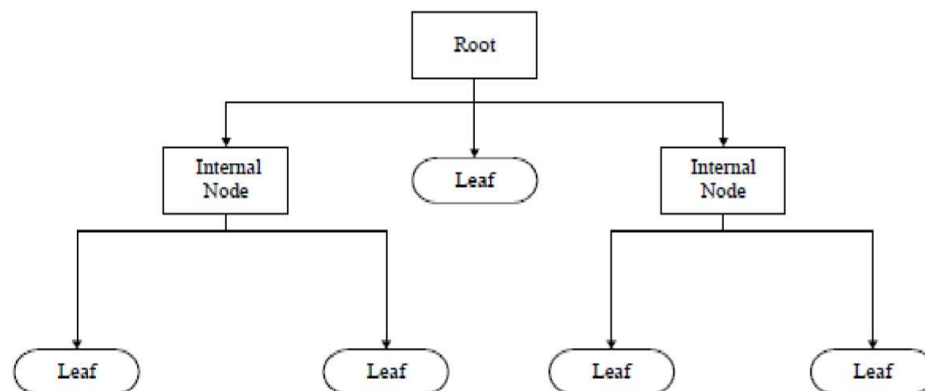 Root
Internal
Node
Leaf
Internal
Node
Leaf
Leaf
Leaf
Leaf